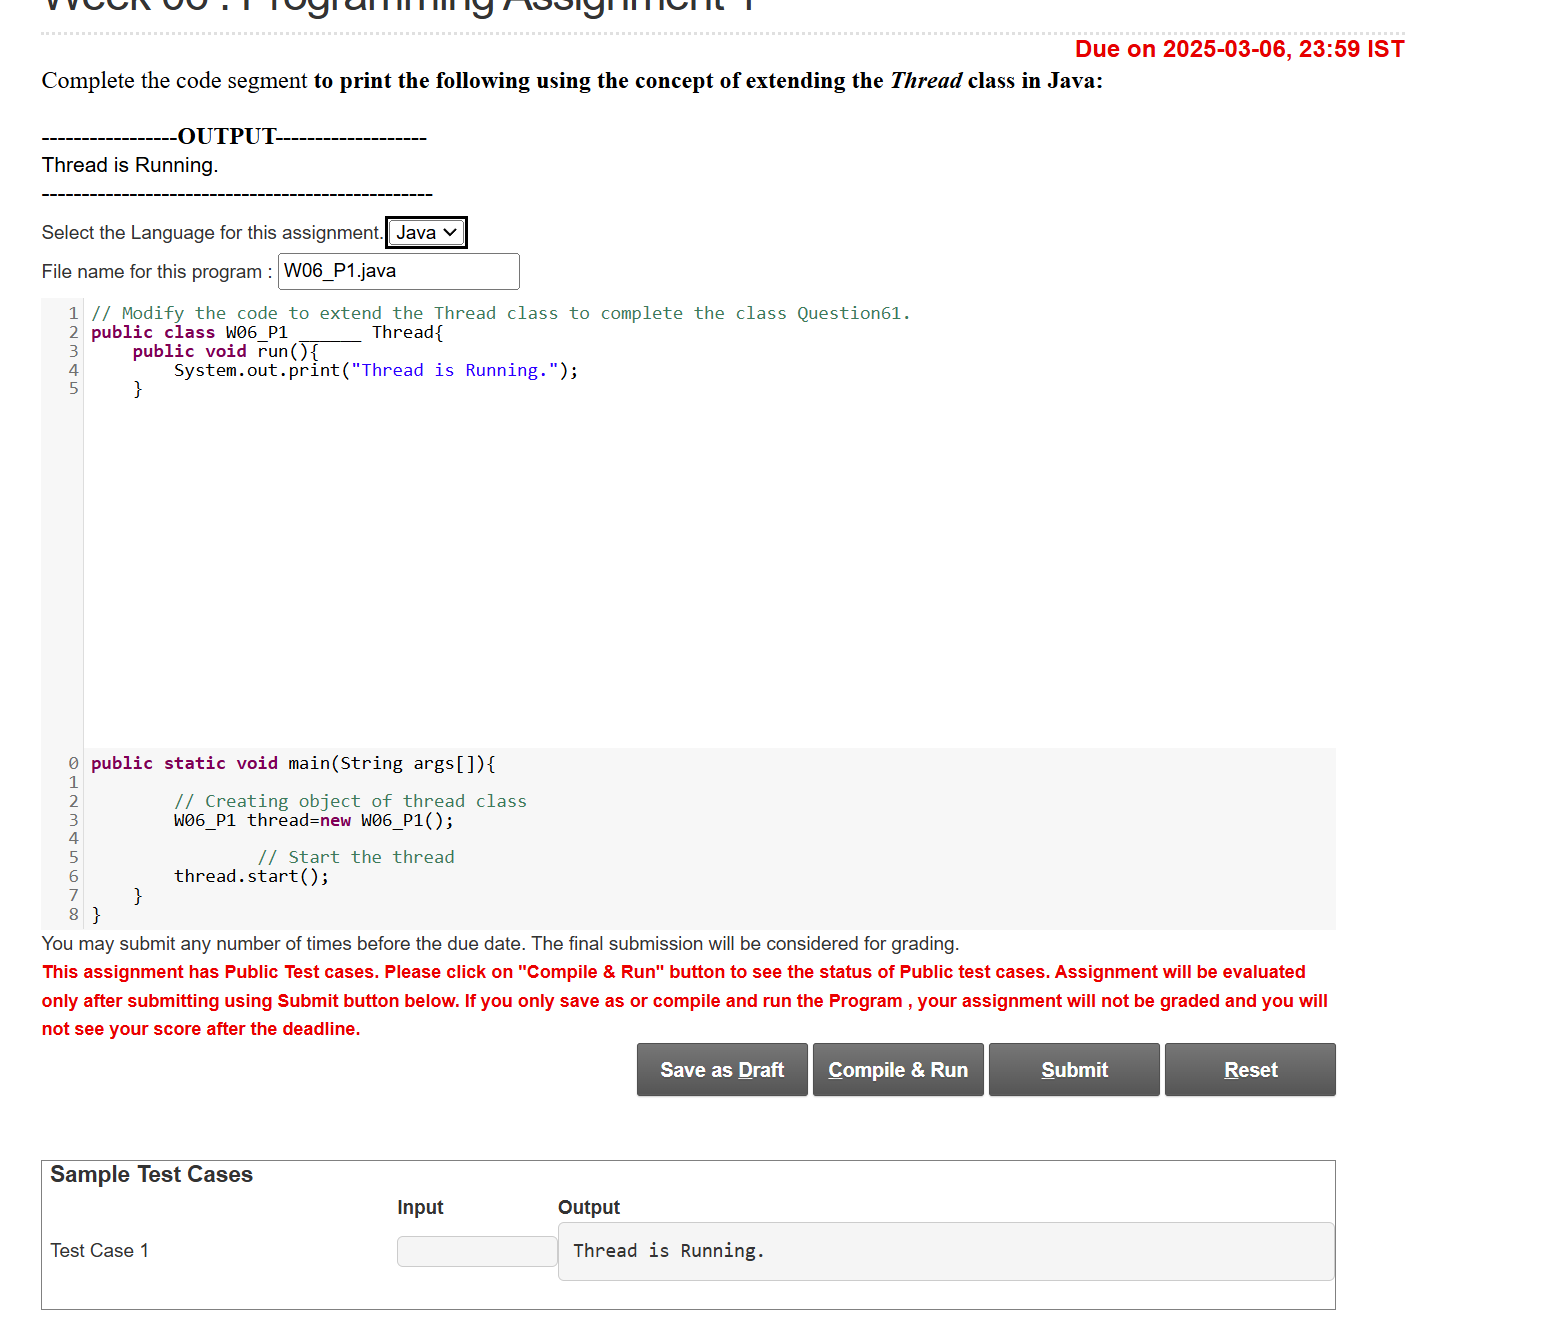 Week 06 : Programming Assignment 1
Due on 2025-03-06, 23:59 IST
Complete the code segment to print the following using the concept of extending the Thread class in Java:
-----------------OUTPUT-------------------
Thread is Running.
-------------------------------------------------
Select the Language for this assignment. Java
File name for this program : W06_P1.java
1 // Modify the code to extend the Thread class to complete the class Question61.
2 public class W06_P1 ______ Thread{
3     public void run(){
4         System.out.print("Thread is Running.");
5     }
0 public static void main(String args[]){
1
2         // Creating object of thread class
3         W06_P1 thread=new W06_P1();
4
5                 // Start the thread
6         thread.start();
7     }
8 }
You may submit any number of times before the due date. The final submission will be considered for grading.
This assignment has Public Test cases. Please click on "Compile & Run" button to see the status of Public test cases. Assignment will be evaluated
only after submitting using Submit button below. If you only save as or compile and run the Program , your assignment will not be graded and you will
not see your score after the deadline.
Save as Draft Compile & Run Submit Reset
Sample Test Cases
Input Output
Test Case 1 Thread is Running.